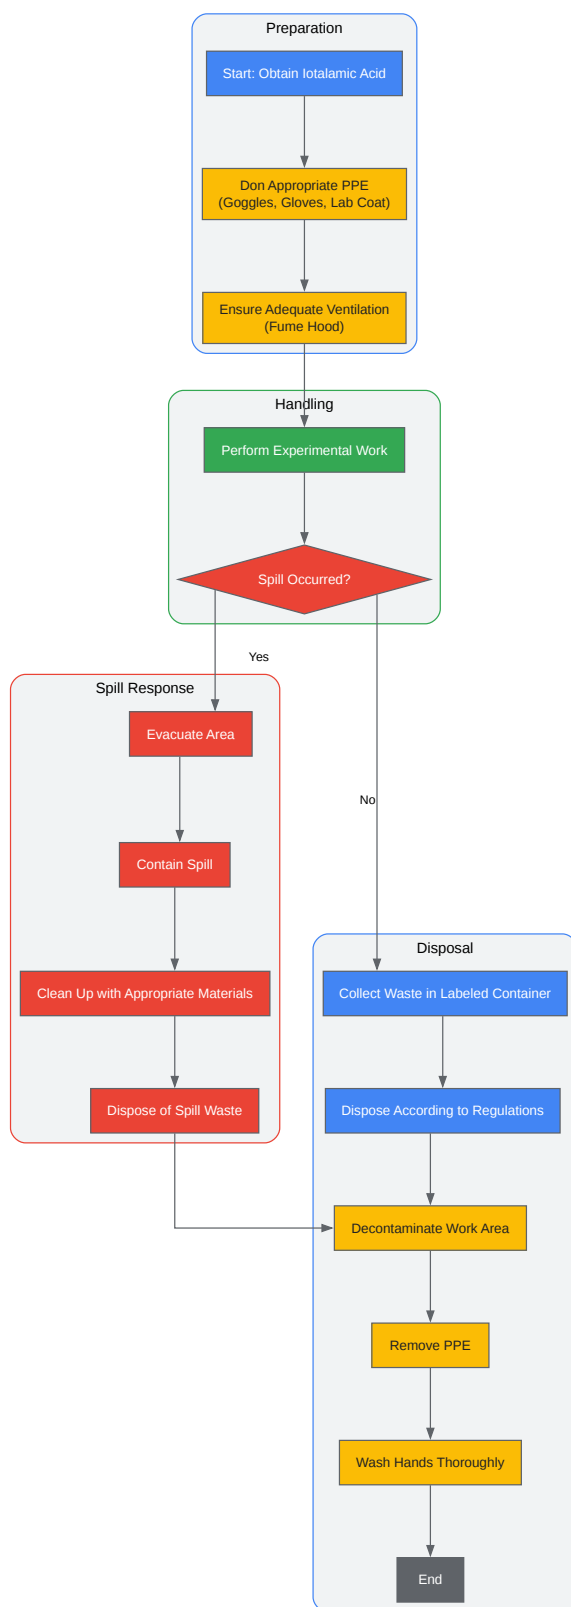 Preparation
Start: Obtain Iotalamic Acid
Don Appropriate PPE
(Goggles, Gloves, Lab Coat)
Ensure Adequate Ventilation
(Fume Hood)
Handling
Perform Experimental Work
Spill Occurred?
Yes
Spill Response
Evacuate Area
No
Contain Spill
Disposal
Clean Up with Appropriate Materials
Collect Waste in Labeled Container
Dispose of Spill Waste
Dispose According to Regulations
Decontaminate Work Area
Remove PPE
Wash Hands Thoroughly
End